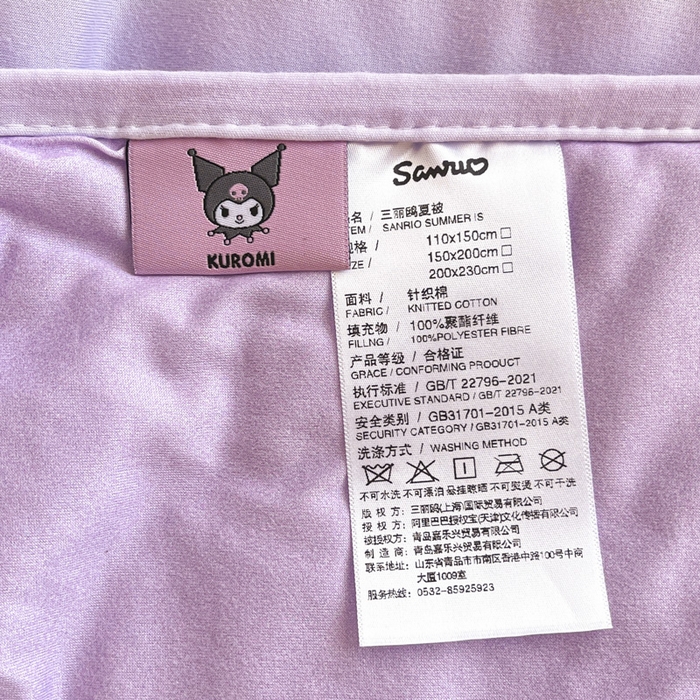 KUROMI
Sanrio
名 / 三丽鸥夏被
EM / SANRIO SUMMER IS
规格 / 110x150cm
ZE / 150x200cm
200x230cm
面料 / 针织棉
FABRIC / KNITTED COTTON
填充物 / 100%聚酯纤维
FILLNG / 100%POLYESTER FIBRE
产品等级 / 合格证
GRACE / CONFORMING PRODUCT
执行标准 / GB/T 22796-2021
EXECUTIVE STANDARD / GB/T 22796-2021
安全类别 / GB31701-2015 A类
SECURITY CATEGORY / GB31701-2015 A类
洗涤方式 / WASHING METHOD
不可水洗 不可漂泊 悬挂晾晒 不可熨烫 不可干洗
版 权 方: 三丽鸥(上海)国际贸易有限公司
授 权 方: 阿里巴巴授权宝(天津)文化传播有限公司
被授权方: 青岛嘉乐兴贸易有限公司
制 造 商: 青岛嘉乐兴贸易有限公司
联系地址: 山东省青岛市市南区香港中路100号中商
大厦1009室
服务热线: 0532-85925923